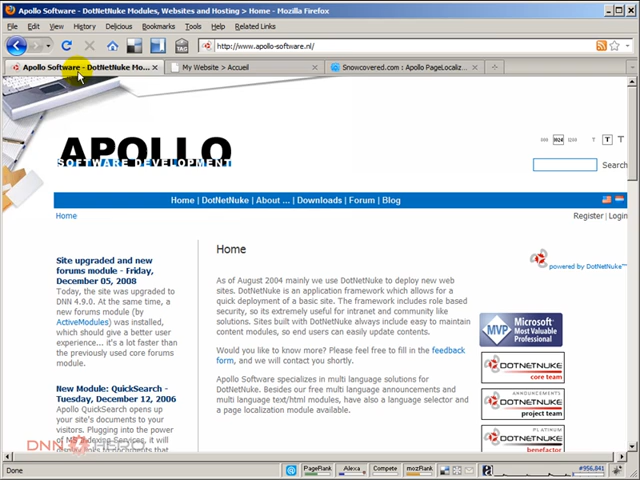 Apollo Software - DotNetNuke Modules, Websites and Hosting > Home - Mozilla Firefox
File Edit View History Delicious Bookmarks Tools Help Related Links
TAG
http://www.apollo-software.nl/
Apollo Software - DotNetNuke Mo...
My Website > Accueil
Snowcovered.com : Apollo PageLocaliz...
APOLLO
SOFTWARE DEVELOPMENT
1024
T T T
Search
Home | DotNetNuke | About ... | Downloads | Forum | Blog
Home
Register | Login
Site upgraded and new
forums module - Friday,
December 05, 2008
Today, the site was upgraded to
DNN 4.9.0. At the same time, a
new forums module (by
ActiveModules) was installed,
which should give a better user
experience... it's a lot faster than
the previously used core forums
module.
New Module: QuickSearch -
Tuesday, December 12, 2006
Apollo QuickSearch opens up
your site's documents to your
visitors. Plugging into the power
of MS Indexing Services, it will
Home
As of August 2004 mainly we use DotNetNuke to deploy new web
sites. DotNetNuke is an application framework which allows for a
quick deployment of a basic site. The framework includes role based
security, so its extremely useful for intranet and community like
solutions. Sites built with DotNetNuke always include easy to maintain
content modules, so end users can easily update contents.
Would you like to know more? Please feel free to fill in the feedback
form, and we will contact you shortly.
Apollo Software specializes in multi language solutions for
DotNetNuke. Besides our free multi language announcements and
multi language text/html modules, have also a language selector and
a page localization module available.
powered by DotNetNuke™
MVP Microsoft
Most Valuable
Professional
DOTNETNUKE
core team
ANNOUNCEMENTS
DOTNETNUKE
project team
PLATINUM
DOTNETNUKE
benefactor
DNN HERO
Done
PageRank
Alexa
Compete
mozRank
#956,841